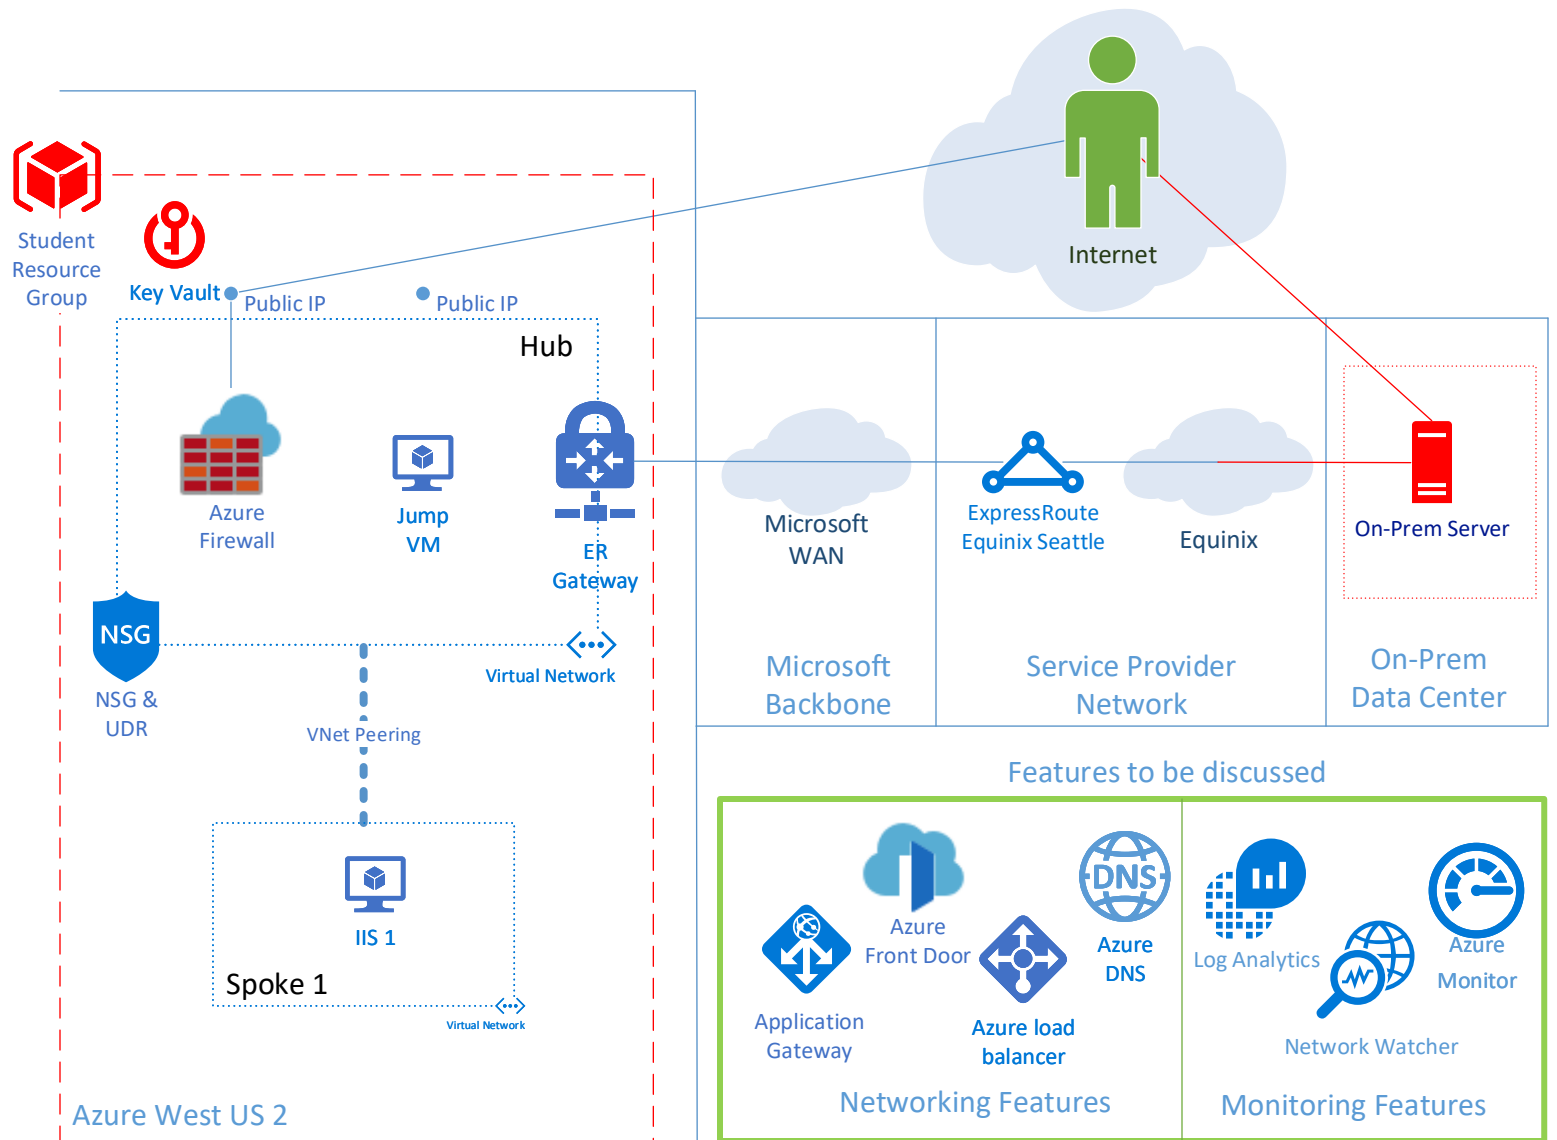 Internet
Student
Resource
Group
Key Vault
Public IP
Public IP
Hub
Azure
Firewall
Jump
VM
ER
Gateway
Microsoft
WAN
ExpressRoute
Equinix Seattle
Equinix
On-Prem Server
NSG
NSG &
UDR
Virtual Network
VNet Peering
Microsoft
Backbone
Service Provider
Network
On-Prem
Data Center
IIS 1
Spoke 1
Virtual Network
Azure West US 2
Features to be discussed
Azure
Front Door
DNS
Azure
DNS
Application
Gateway
Azure load
balancer
Networking Features
Log Analytics
Azure
Monitor
Network Watcher
Monitoring Features